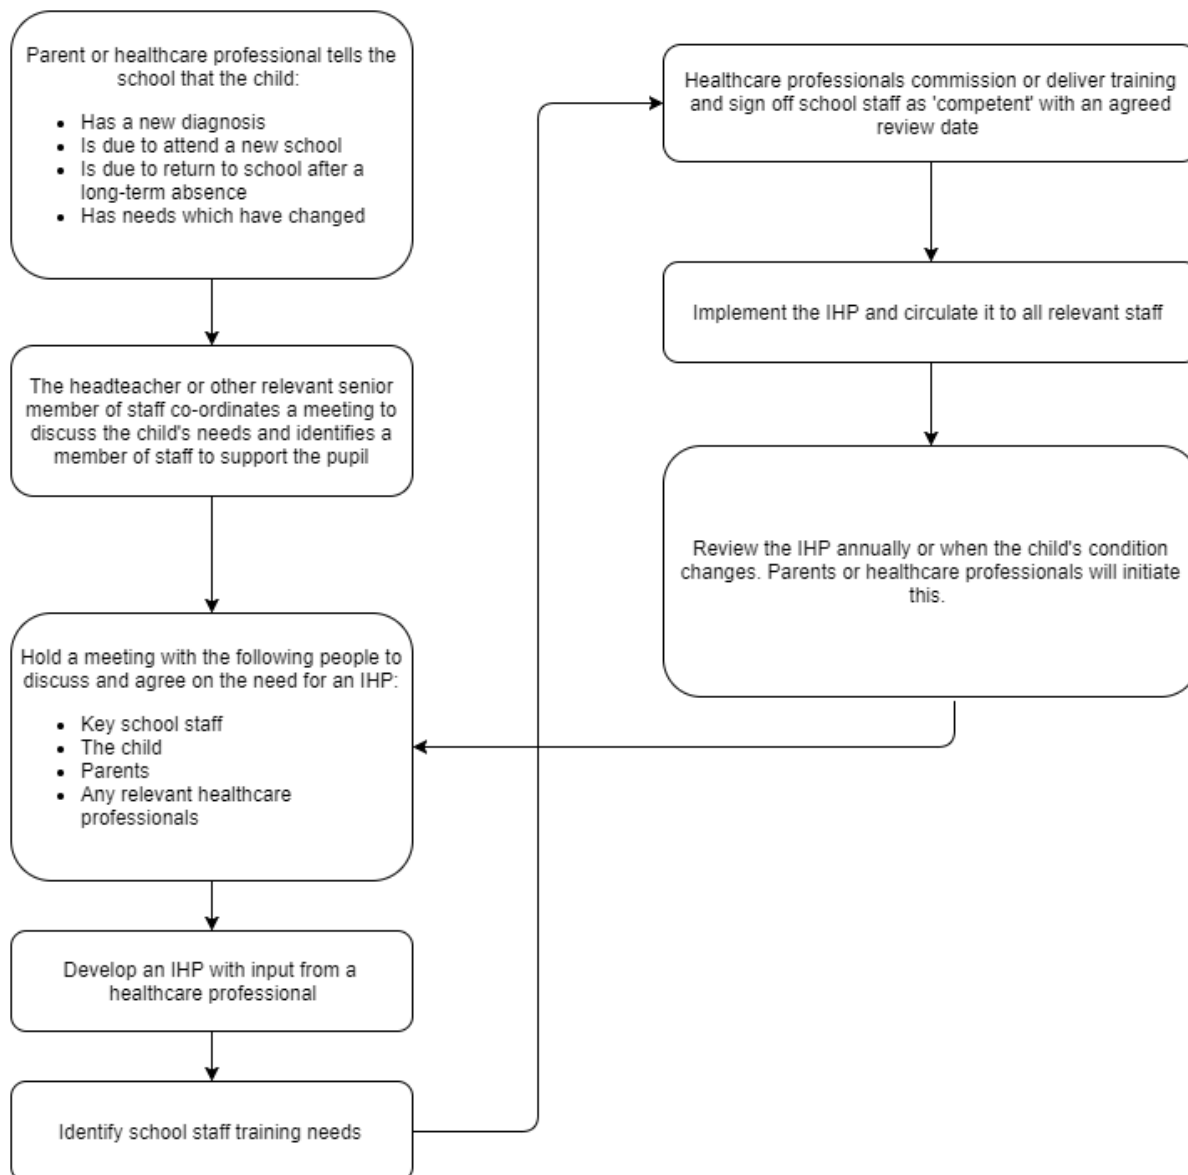 Parent or healthcare professional tells the
school that the child:
• Has a new diagnosis
• Is due to attend a new school
• Is due to return to school after a
long-term absence
• Has needs which have changed
The headteacher or other relevant senior
member of staff co-ordinates a meeting to
discuss the child's needs and identifies a
member of staff to support the pupil
Hold a meeting with the following people to
discuss and agree on the need for an IHP:
• Key school staff
• The child
• Parents
• Any relevant healthcare
professionals
Develop an IHP with input from a
healthcare professional
Identify school staff training needs
Healthcare professionals commission or deliver training
and sign off school staff as 'competent' with an agreed
review date
Implement the IHP and circulate it to all relevant staff
Review the IHP annually or when the child's condition
changes. Parents or healthcare professionals will initiate
this.